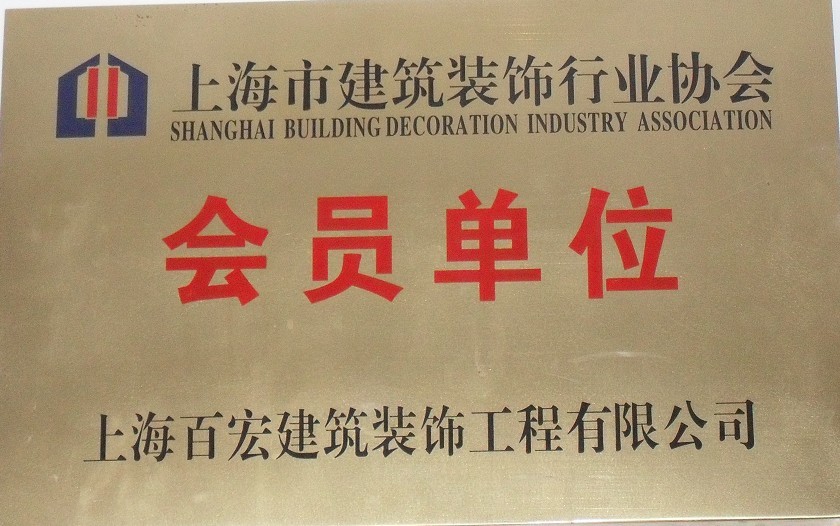 上海市建筑装饰行业协会
SHANGHAI BUILDING DECORATION INDUSTRY ASSOCIATION
会员单位
上海百宏建筑装饰工程有限公司